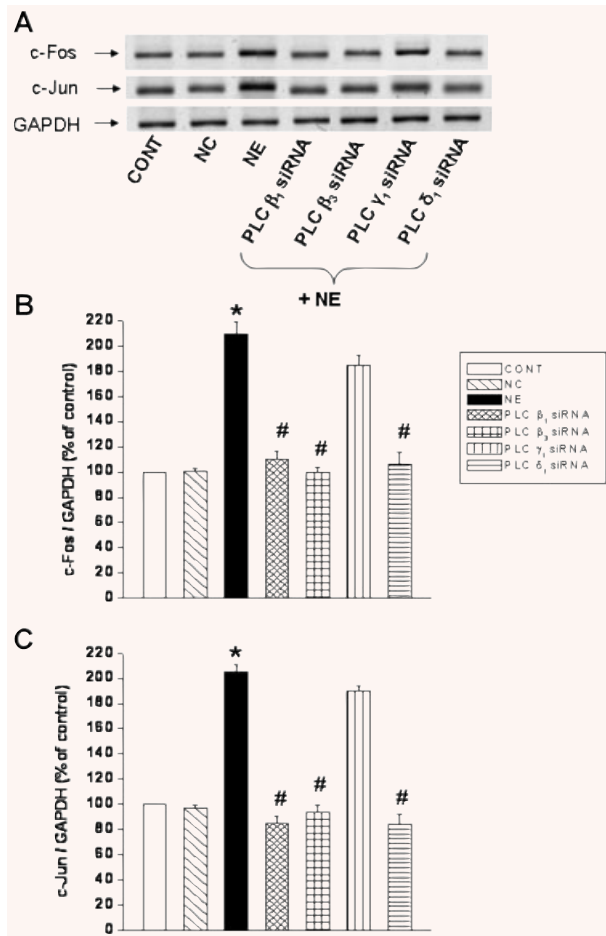 A
c-Fos
c-Jun
GAPDH
CONT
NC
NE
PLC β1 siRNA
PLC β3 siRNA
PLC γ1 siRNA
PLC δ1 siRNA
+ NE
B
c-Fos / GAPDH (% of control)
220
200
180
160
140
120
100
80
60
40
20
0
*
#
#
#
CONT
NC
NE
PLC β1 siRNA
PLC β3 siRNA
PLC γ1 siRNA
PLC δ1 siRNA
C
c-Jun / GAPDH (% of control)
220
200
180
160
140
120
100
80
60
40
20
0
*
#
#
#